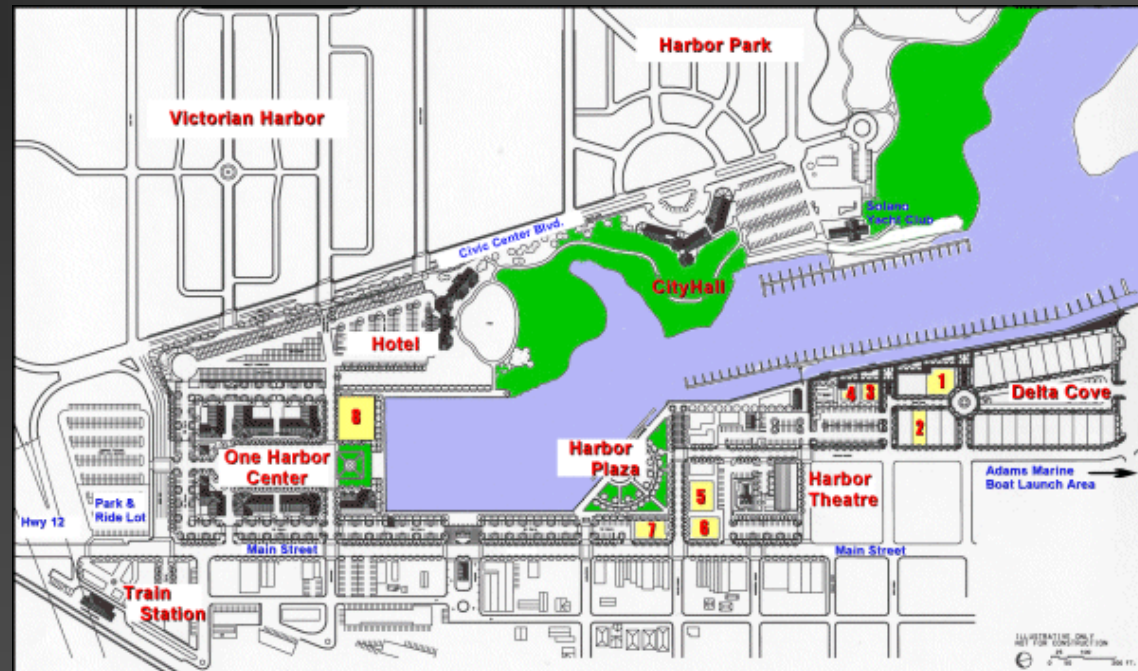 Harbor Park
Victorian Harbor
Solano
Yacht Club
Civic Center Blvd.
CityHall
Hotel
1
4
3
Delta Cove
8
2
One Harbor
Center
Harbor
Plaza
Harbor
Theatre
Adams Marine
Boat Launch Area
5
Park &
Ride Lot
Hwy 12
7
6
Main Street
Main Street
Train
Station
ILLUSTRATIVE ONLY
NOT FOR CONSTRUCTION